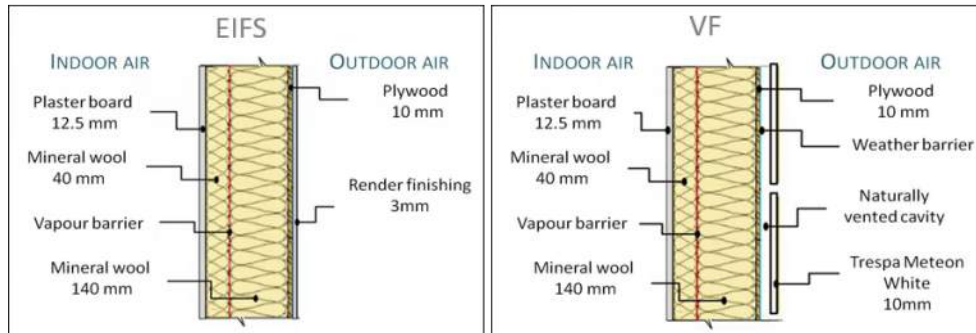 EIFS
INDOOR AIR
OUTDOOR AIR
Plaster board
12.5 mm
Mineral wool
40 mm
Vapour barrier
Mineral wool
140 mm
Plywood
10 mm
Render finishing
3mm
VF
INDOOR AIR
OUTDOOR AIR
Plaster board
12.5 mm
Mineral wool
40 mm
Vapour barrier
Mineral wool
140 mm
Plywood
10 mm
Weather barrier
Naturally
vented cavity
Trespa Meteon
White
10mm